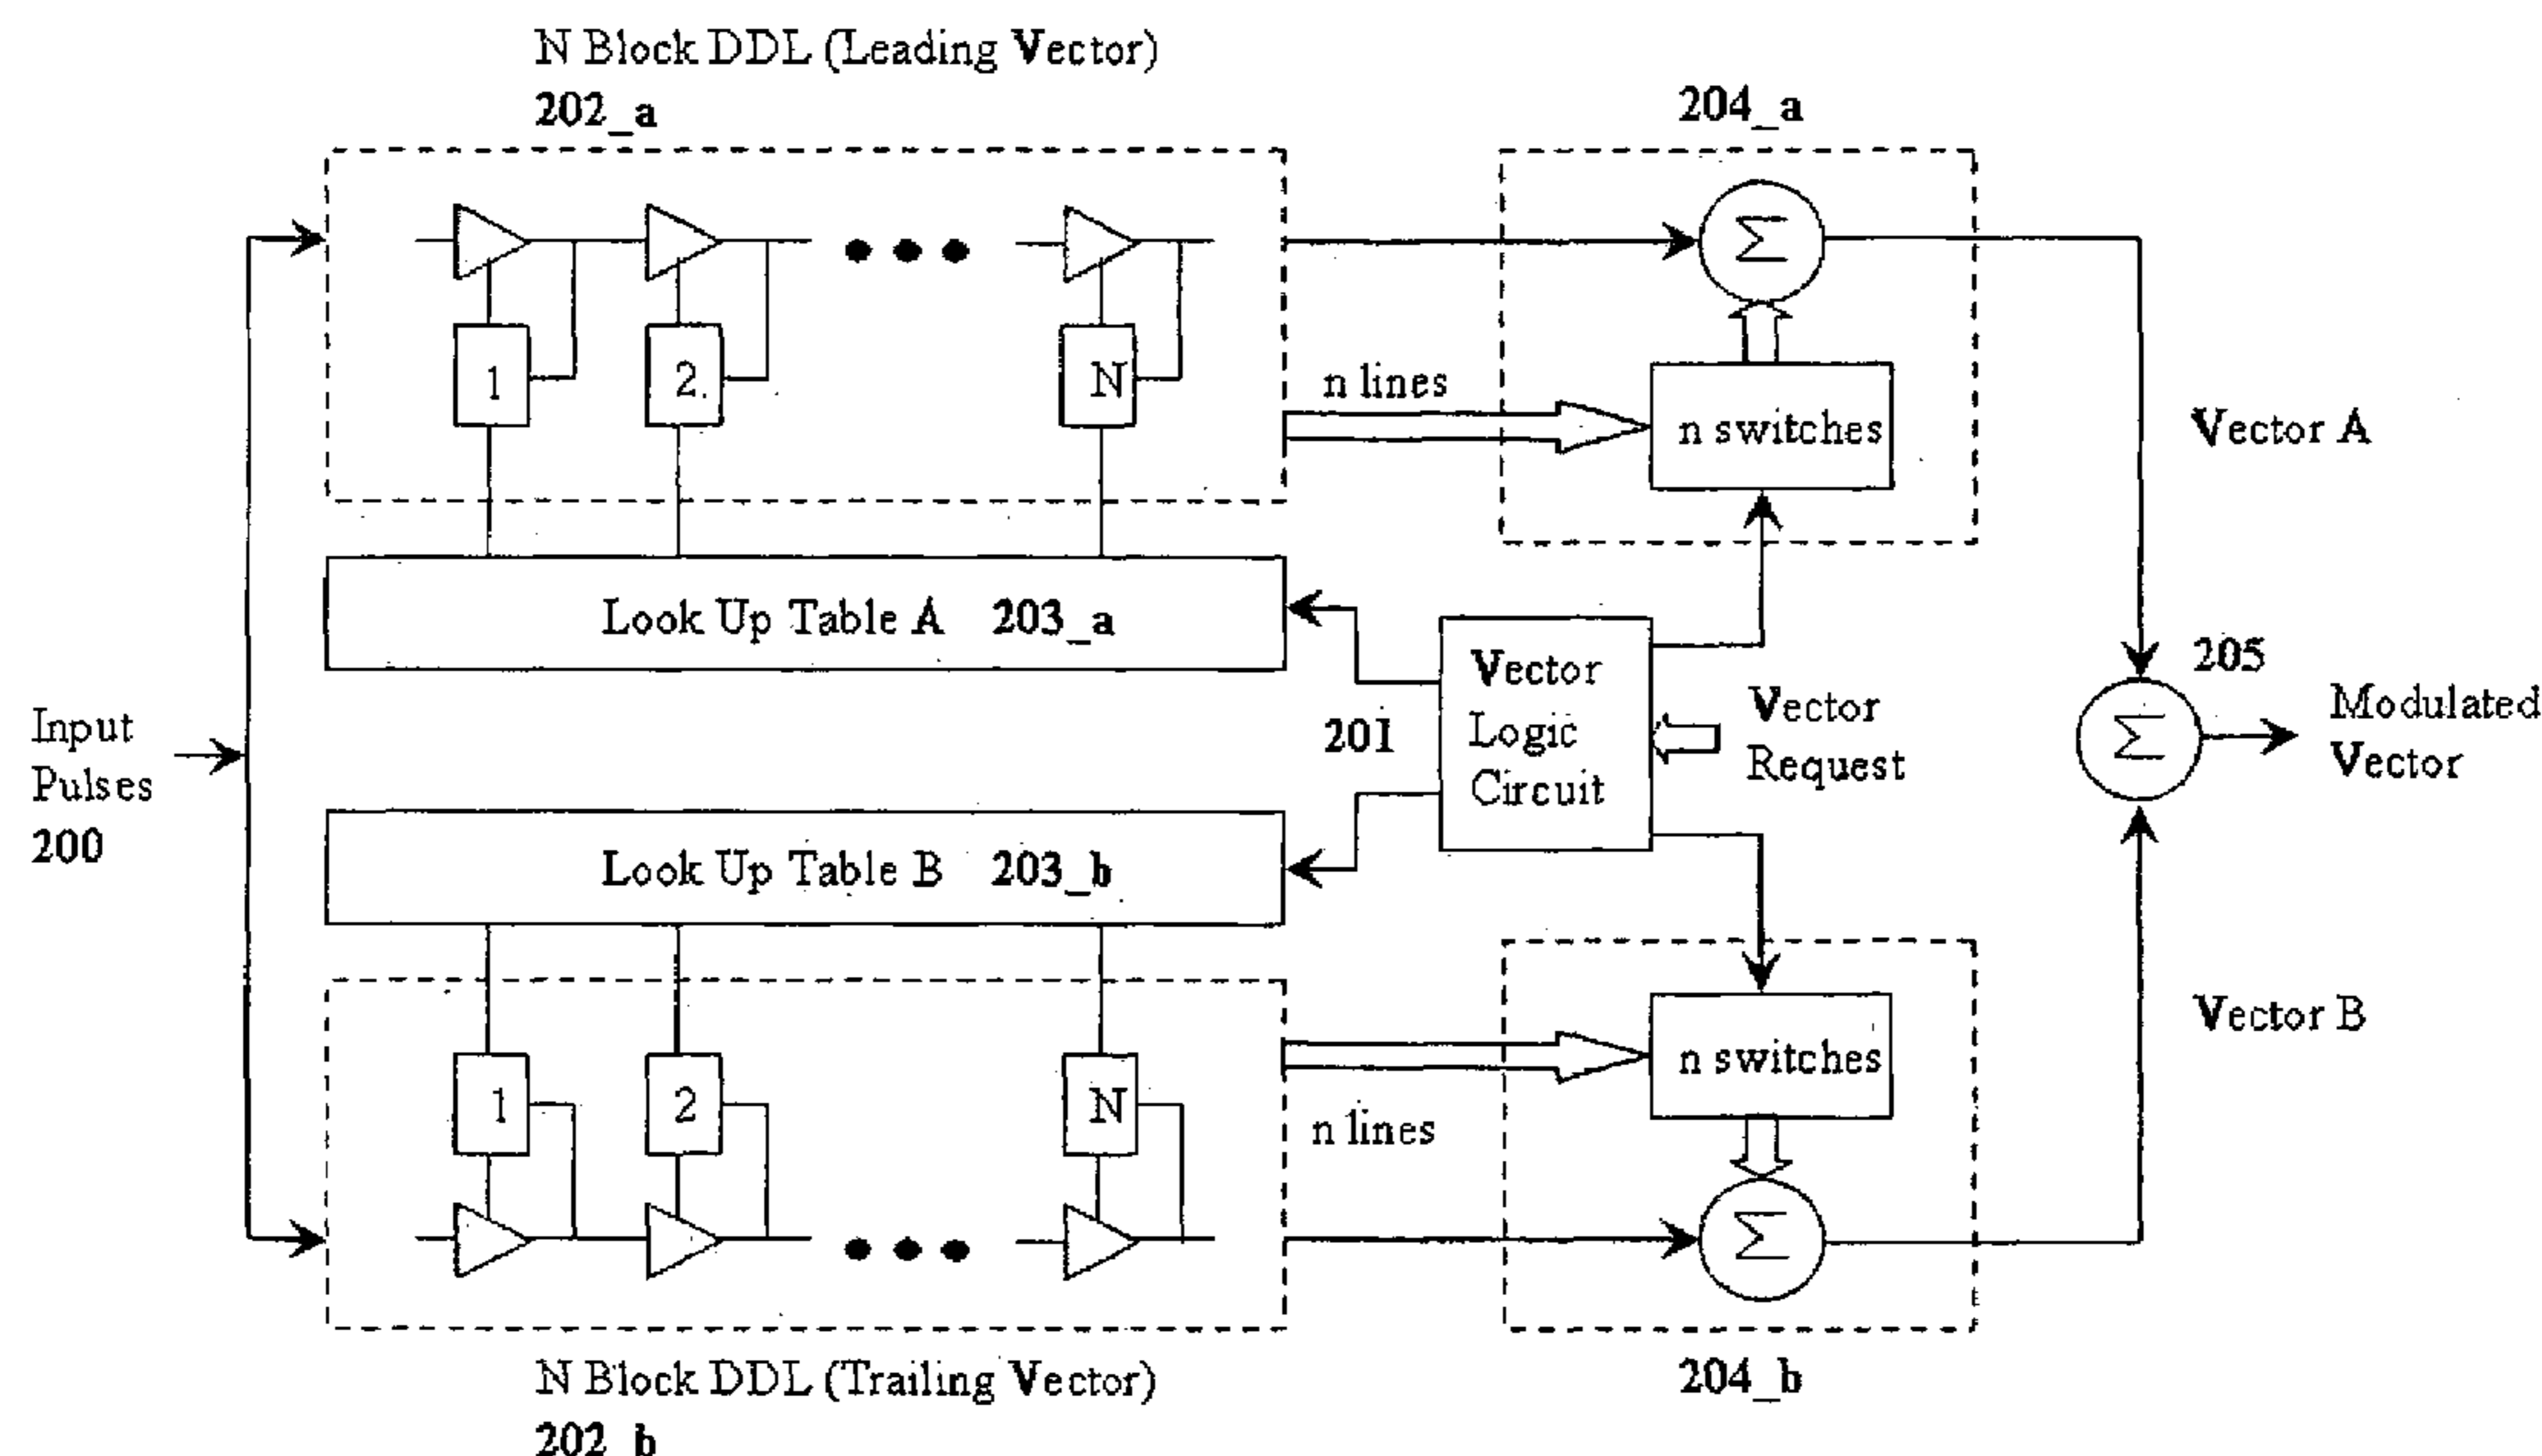 N Block DDL (Leading Vector)
202_a
204_a
1
2.
N
n lines
n switches
Σ
Vector A
Look Up Table A 203_a
Input
Pulses
200
201
Vector
Logic
Circuit
Vector
Request
205
Σ
Modulated
Vector
Look Up Table B 203_b
1
2
N
n lines
n switches
Σ
Vector B
N Block DDL (Trailing Vector)
202_b
204_b